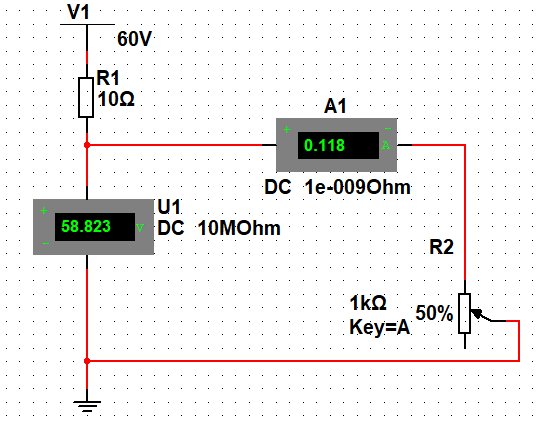 V1
60V
R1
10Ω
A1
+
−
0.118
A
DC 1e-009Ohm
+
U1
58.823
V
DC 10MOhm
−
R2
1kΩ
50%
Key=A